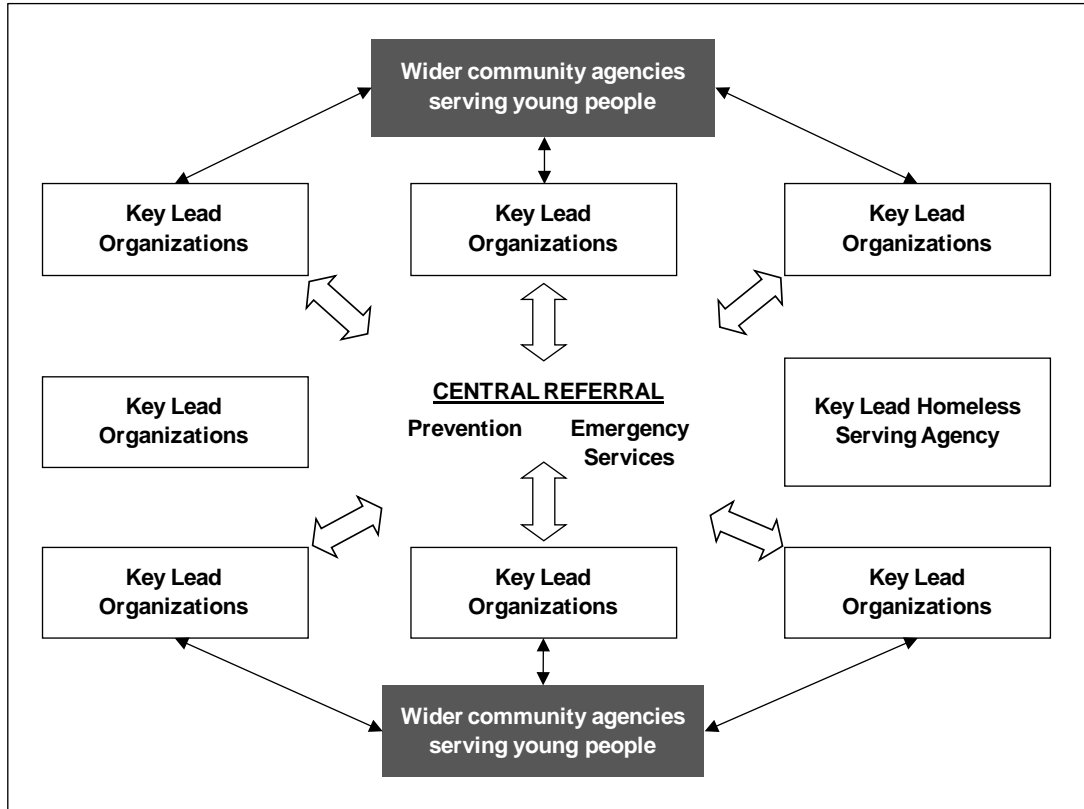 Wider community agencies
serving young people
Key Lead
Organizations
Key Lead
Organizations
Key Lead
Organizations
Key Lead
Organizations
CENTRAL REFERRAL
Prevention
Emergency
Services
Key Lead Homeless
Serving Agency
Key Lead
Organizations
Key Lead
Organizations
Key Lead
Organizations
Wider community agencies
serving young people